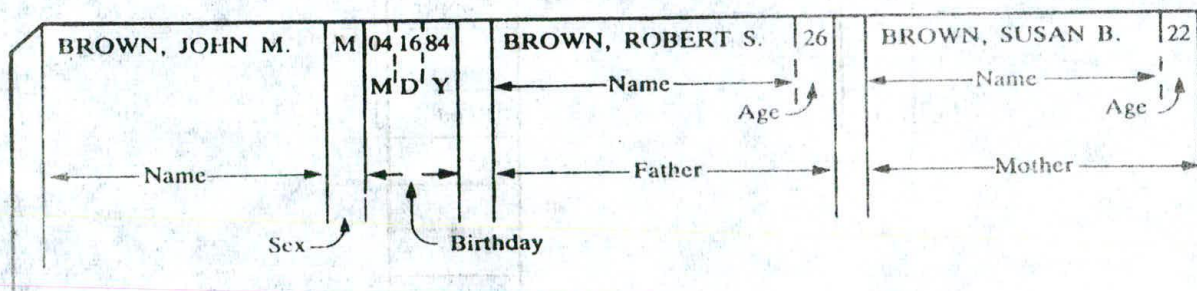 BROWN, JOHN M. M 04 16 84 BROWN, ROBERT S. 26 BROWN, SUSAN B. 22
M D Y Name Name
Age Age
Name Father Mother
Sex Birthday